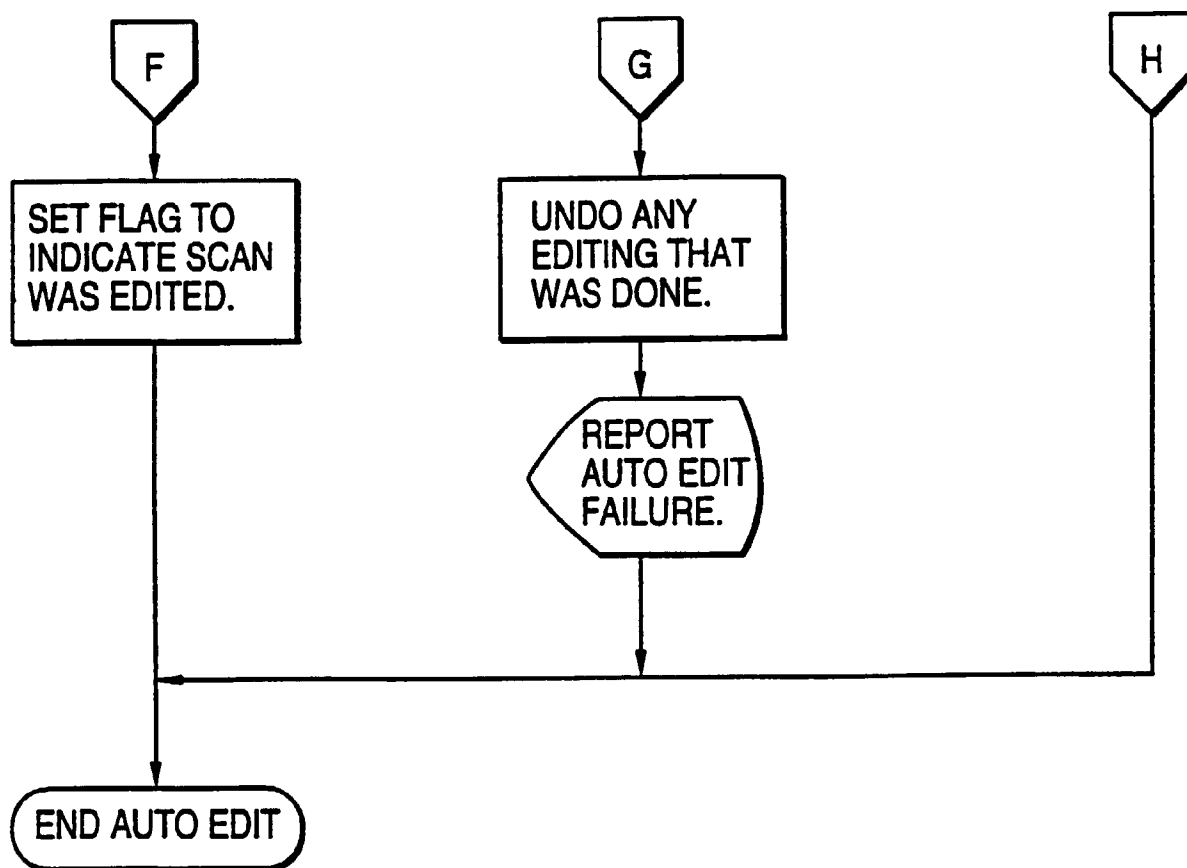 F
G
H
SET FLAG TO
INDICATE SCAN
WAS EDITED.
UNDO ANY
EDITING THAT
WAS DONE.
REPORT
AUTO EDIT
FAILURE.
END AUTO EDIT